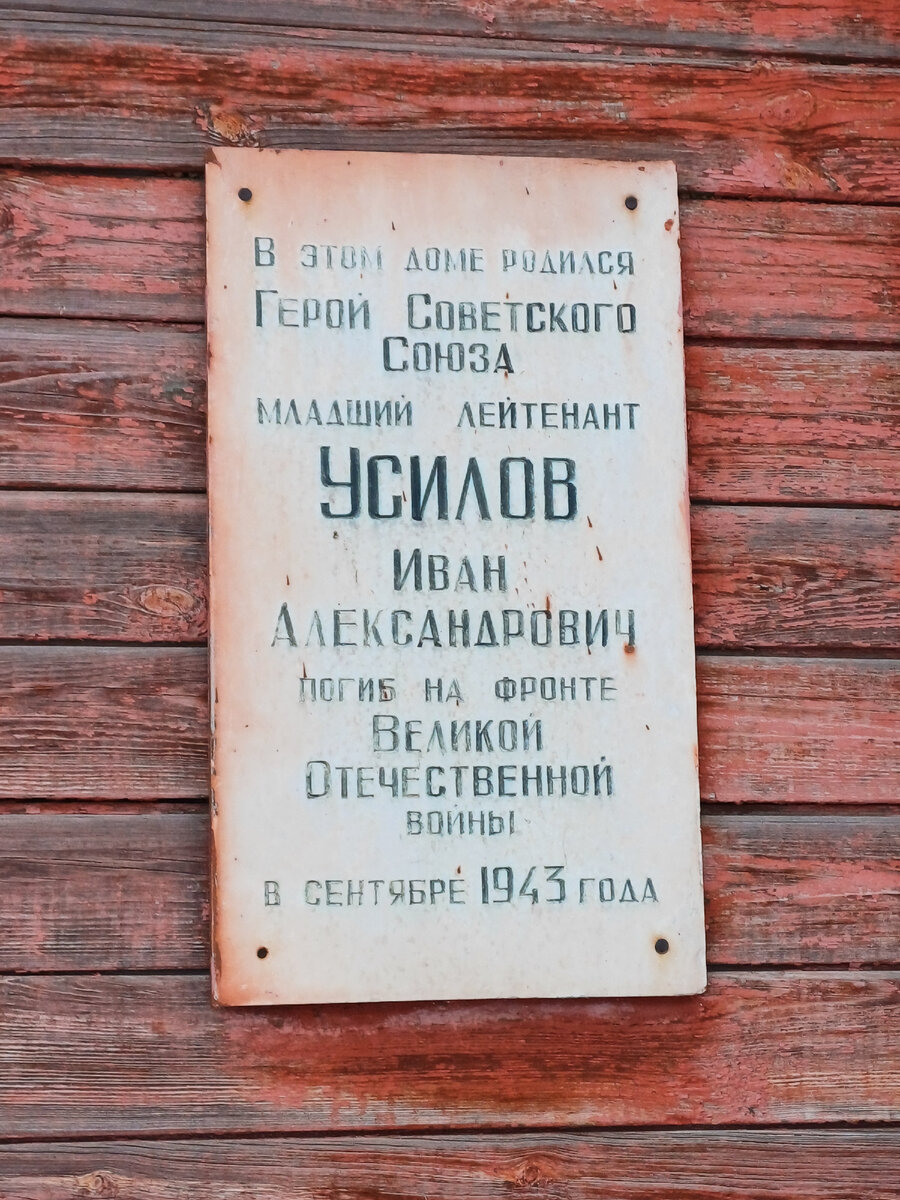 В этом доме родился
Герой Советского
Союза
младший лейтенант
УСИЛОВ
Иван
Александрович
погиб на фронте
Великой
Отечественной
войны
в сентябре 1943 года